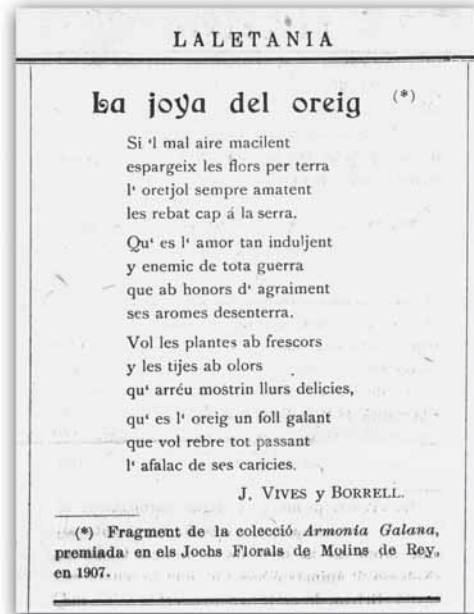 LALETANIA
La joya del oreig (*)
Si 'l mal aire macilent
espargeix les flors per terra
l' oretjol sempre amatent
les rebat cap á la serra.
Qu' es l' amor tan induljent
y enemic de tota guerra
que ab honors d' agraiment
ses aromes desenterra.
Vol les plantes ab frescors
y les tijes ab olors
qu' arréu mostrin llurs delicies,
qu' es l' oreig un foll galant
que vol rebre tot passant
l' afalac de ses caricies.
J. VIVES y BORRELL.
(*) Fragment de la colecció Armonia Galana,
premiada en els Jochs Florals de Molins de Rey,
en 1907.